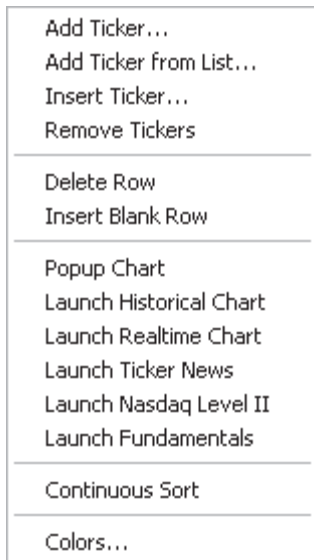 Add Ticker...
Add Ticker from List...
Insert Ticker...
Remove Tickers
Delete Row
Insert Blank Row
Popup Chart
Launch Historical Chart
Launch Realtime Chart
Launch Ticker News
Launch Nasdaq Level II
Launch Fundamentals
Continuous Sort
Colors...